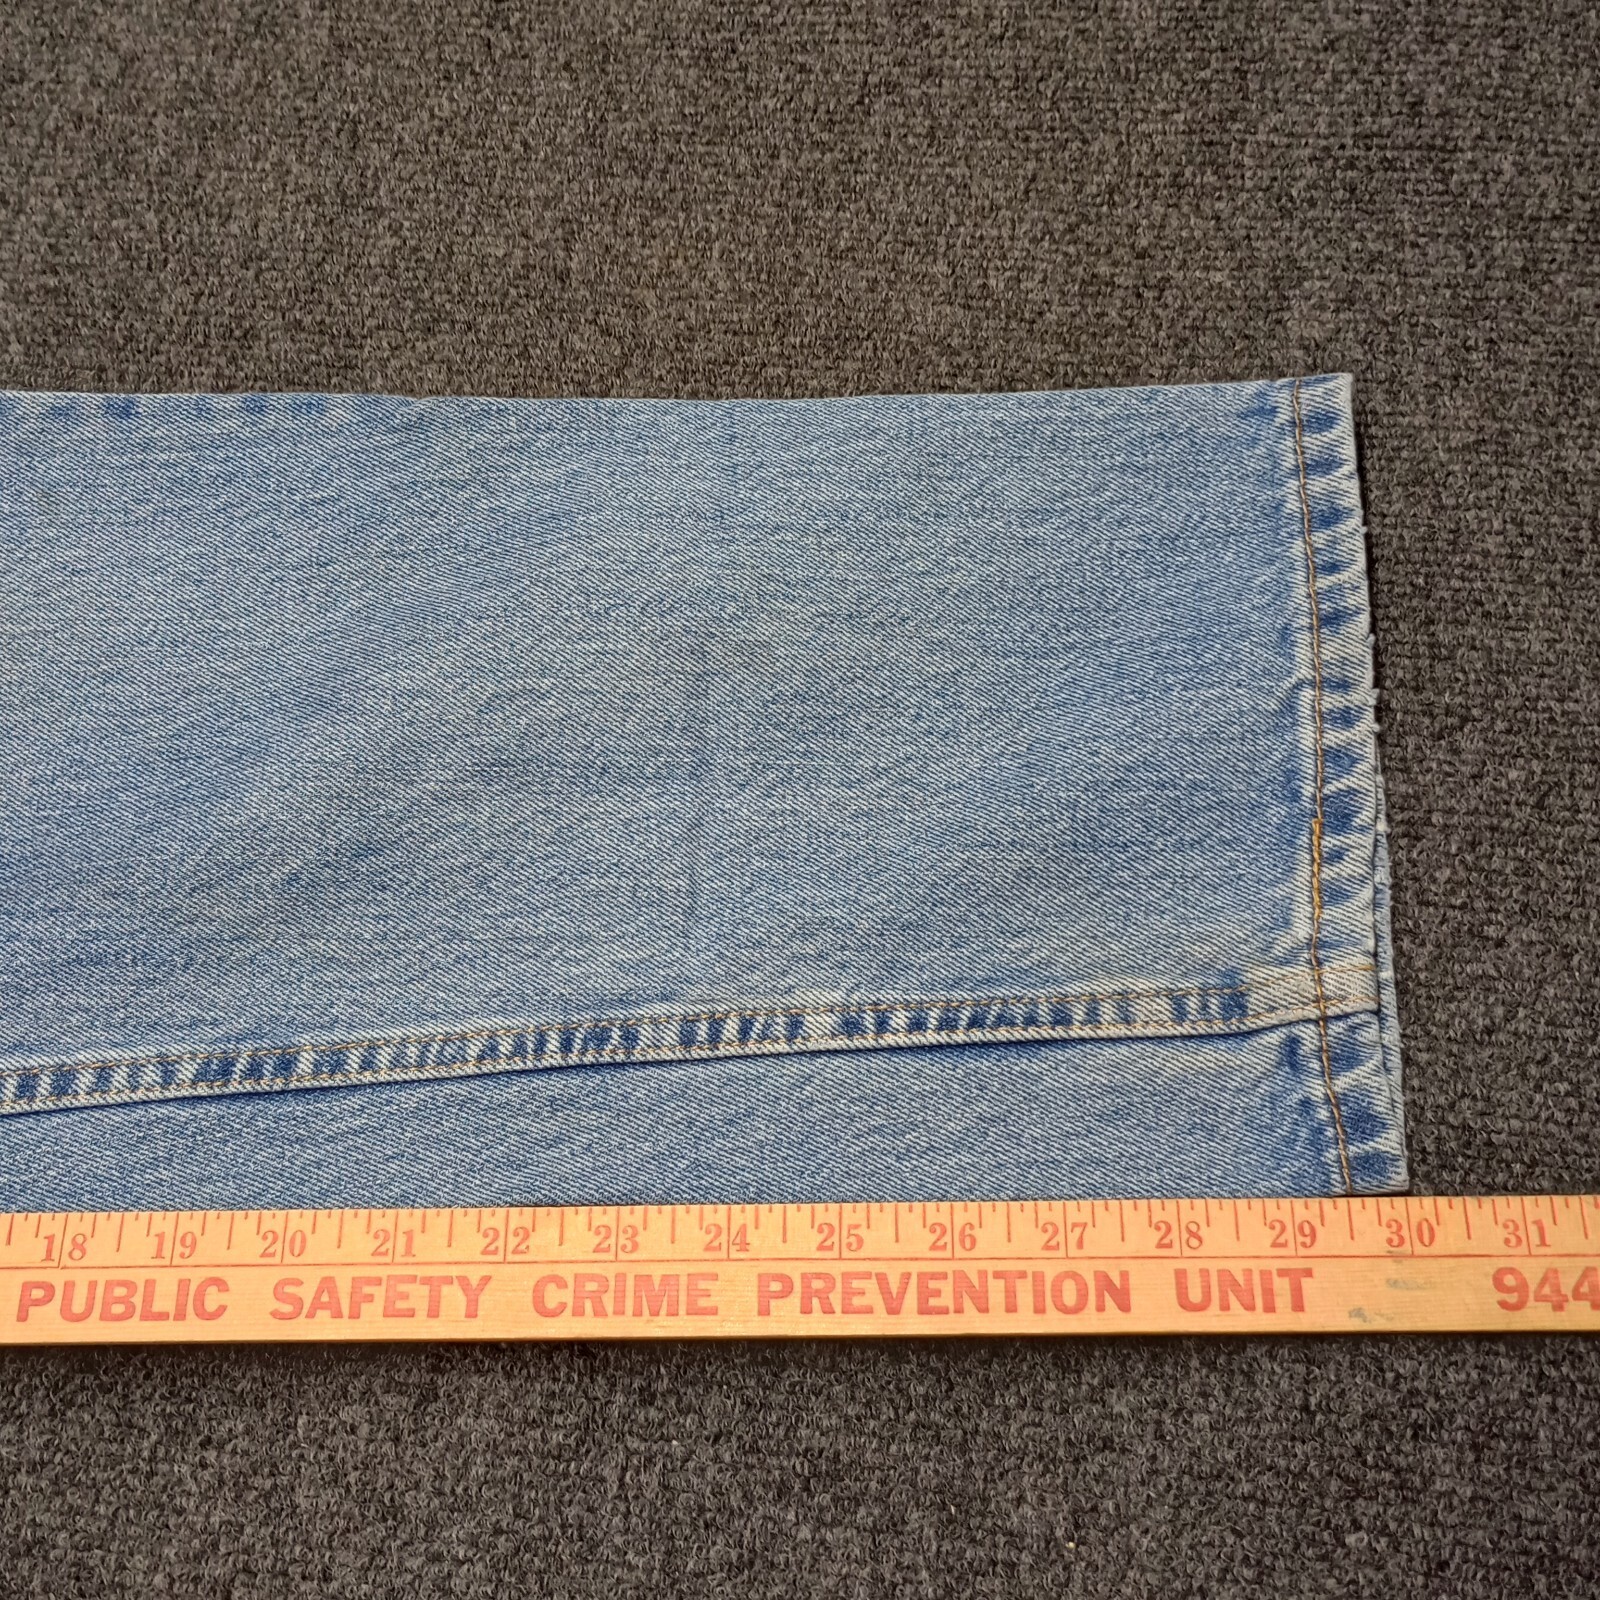 18 19 20 21 22 23 24 25 26 27 28 29 30 31
PUBLIC SAFETY CRIME PREVENTION UNIT 944